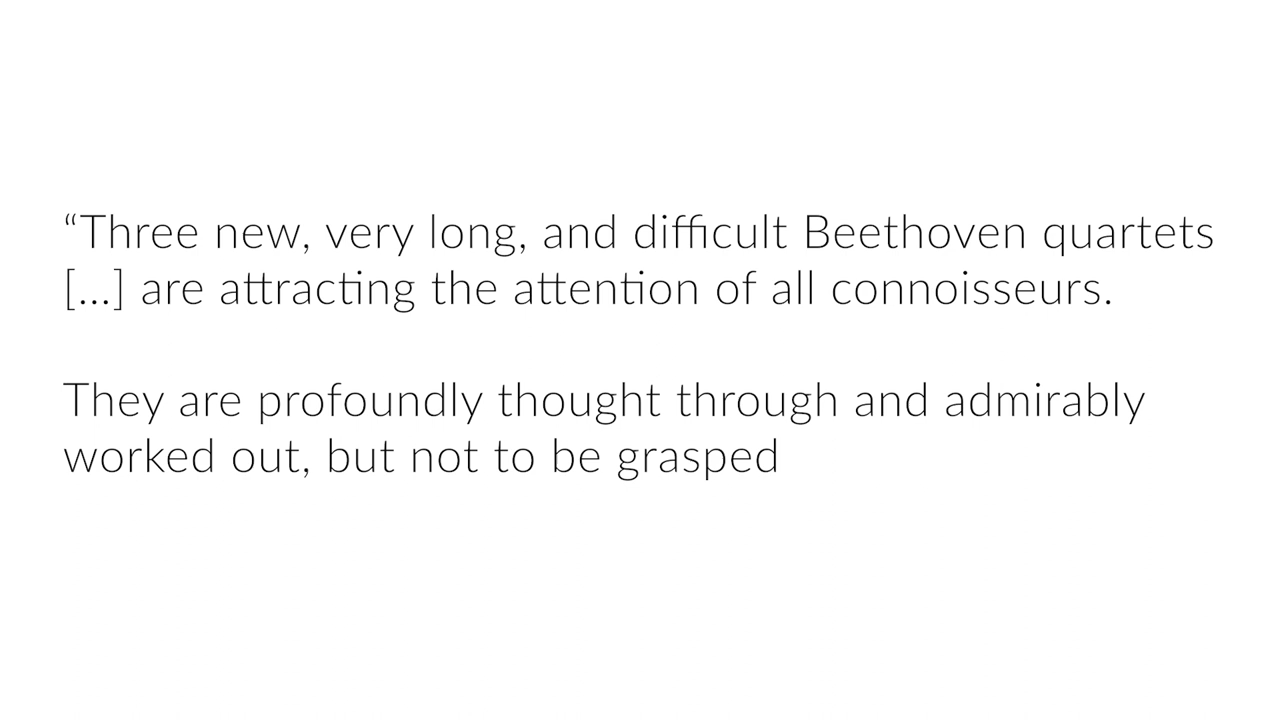 “Three new, very long, and difficult Beethoven quartets
[...] are attracting the attention of all connoisseurs.
They are profoundly thought through and admirably
worked out, but not to be grasped